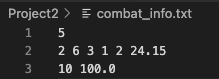 Project2 > combat_info.txt
1 5
2 2 6 3 1 2 24.15
3 10 100.0